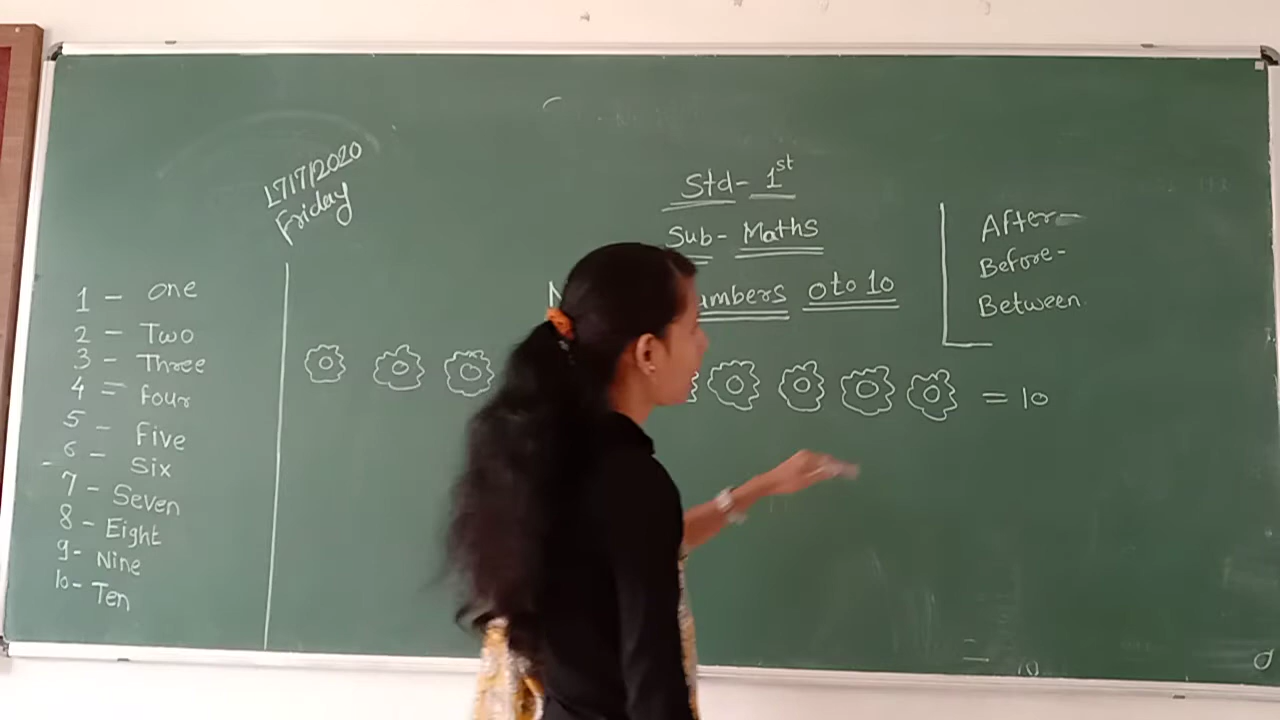 17/7/2020
Friday
Std- 1st
Sub- Maths
umbers 0 to 10
After-
Before-
Between
1 - one
2 - Two
3 - Three
4 = Four
5 - Five
6 - Six
7 - Seven
8 - Eight
9- Nine
10- Ten
= 10